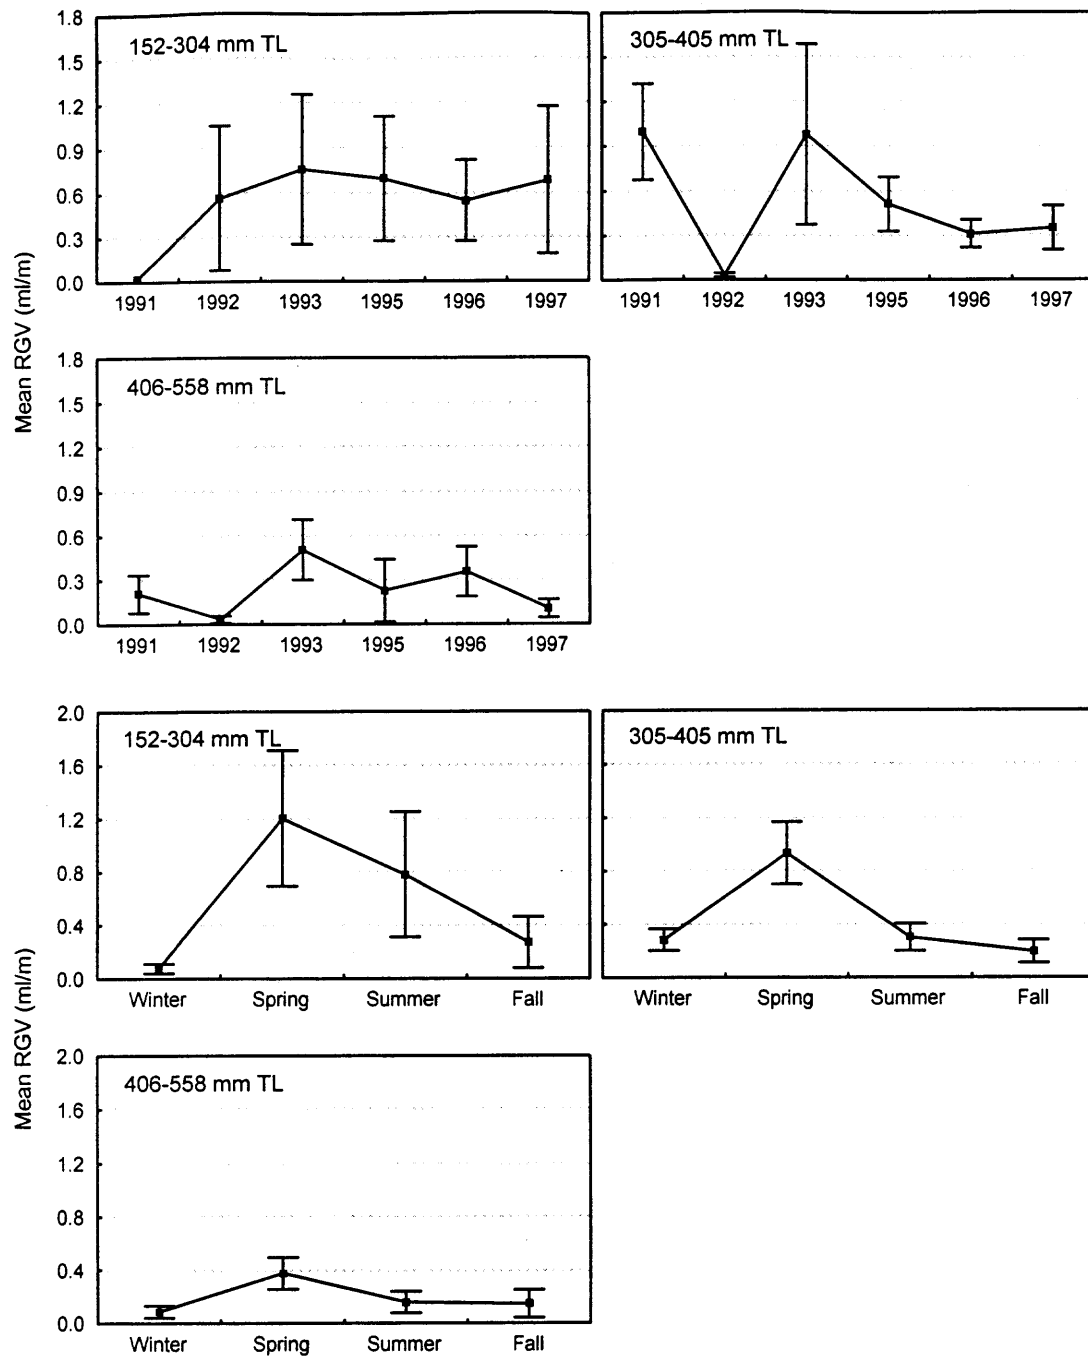 Mean RGV (ml/m)
152-304 mm TL
1.8
1.5
1.2
0.9
0.6
0.3
0.0
1991 1992 1993 1995 1996 1997
305-405 mm TL
1991 1992 1993 1995 1996 1997
406-558 mm TL
1.8
1.5
1.2
0.9
0.6
0.3
0.0
1991 1992 1993 1995 1996 1997
Mean RGV (ml/m)
152-304 mm TL
2.0
1.6
1.2
0.8
0.4
0.0
Winter Spring Summer Fall
305-405 mm TL
Winter Spring Summer Fall
406-558 mm TL
2.0
1.6
1.2
0.8
0.4
0.0
Winter Spring Summer Fall